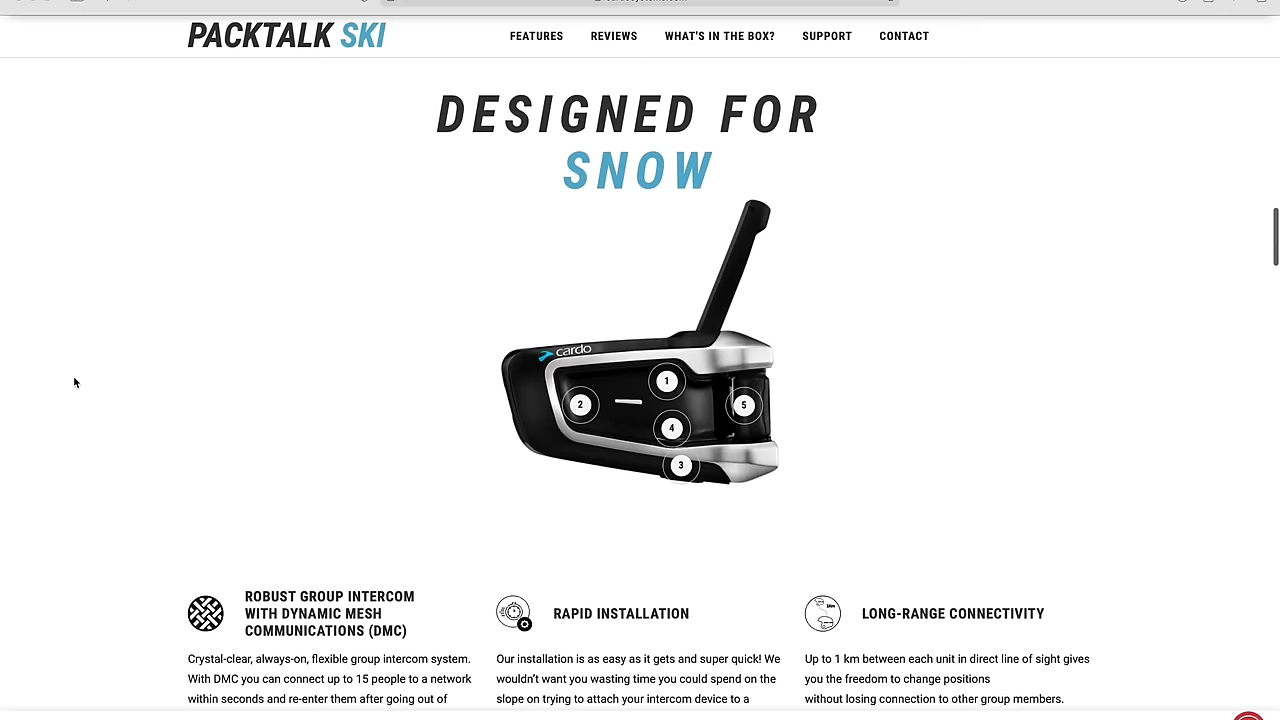 PACKTALK SKI
FEATURES
REVIEWS
WHAT'S IN THE BOX?
SUPPORT
CONTACT
DESIGNED FOR
SNOW
cardo
1
2
5
4
3
ROBUST GROUP INTERCOM
WITH DYNAMIC MESH
COMMUNICATIONS (DMC)
Crystal-clear, always-on, flexible group intercom system.
With DMC you can connect up to 15 people to a network
within seconds and re-enter them after going out of
RAPID INSTALLATION
Our installation is as easy as it gets and super quick! We
wouldn't want you wasting time you could spend on the
slope on trying to attach your intercom device to a
LONG-RANGE CONNECTIVITY
Up to 1 km between each unit in direct line of sight gives
you the freedom to change positions
without losing connection to other group members.